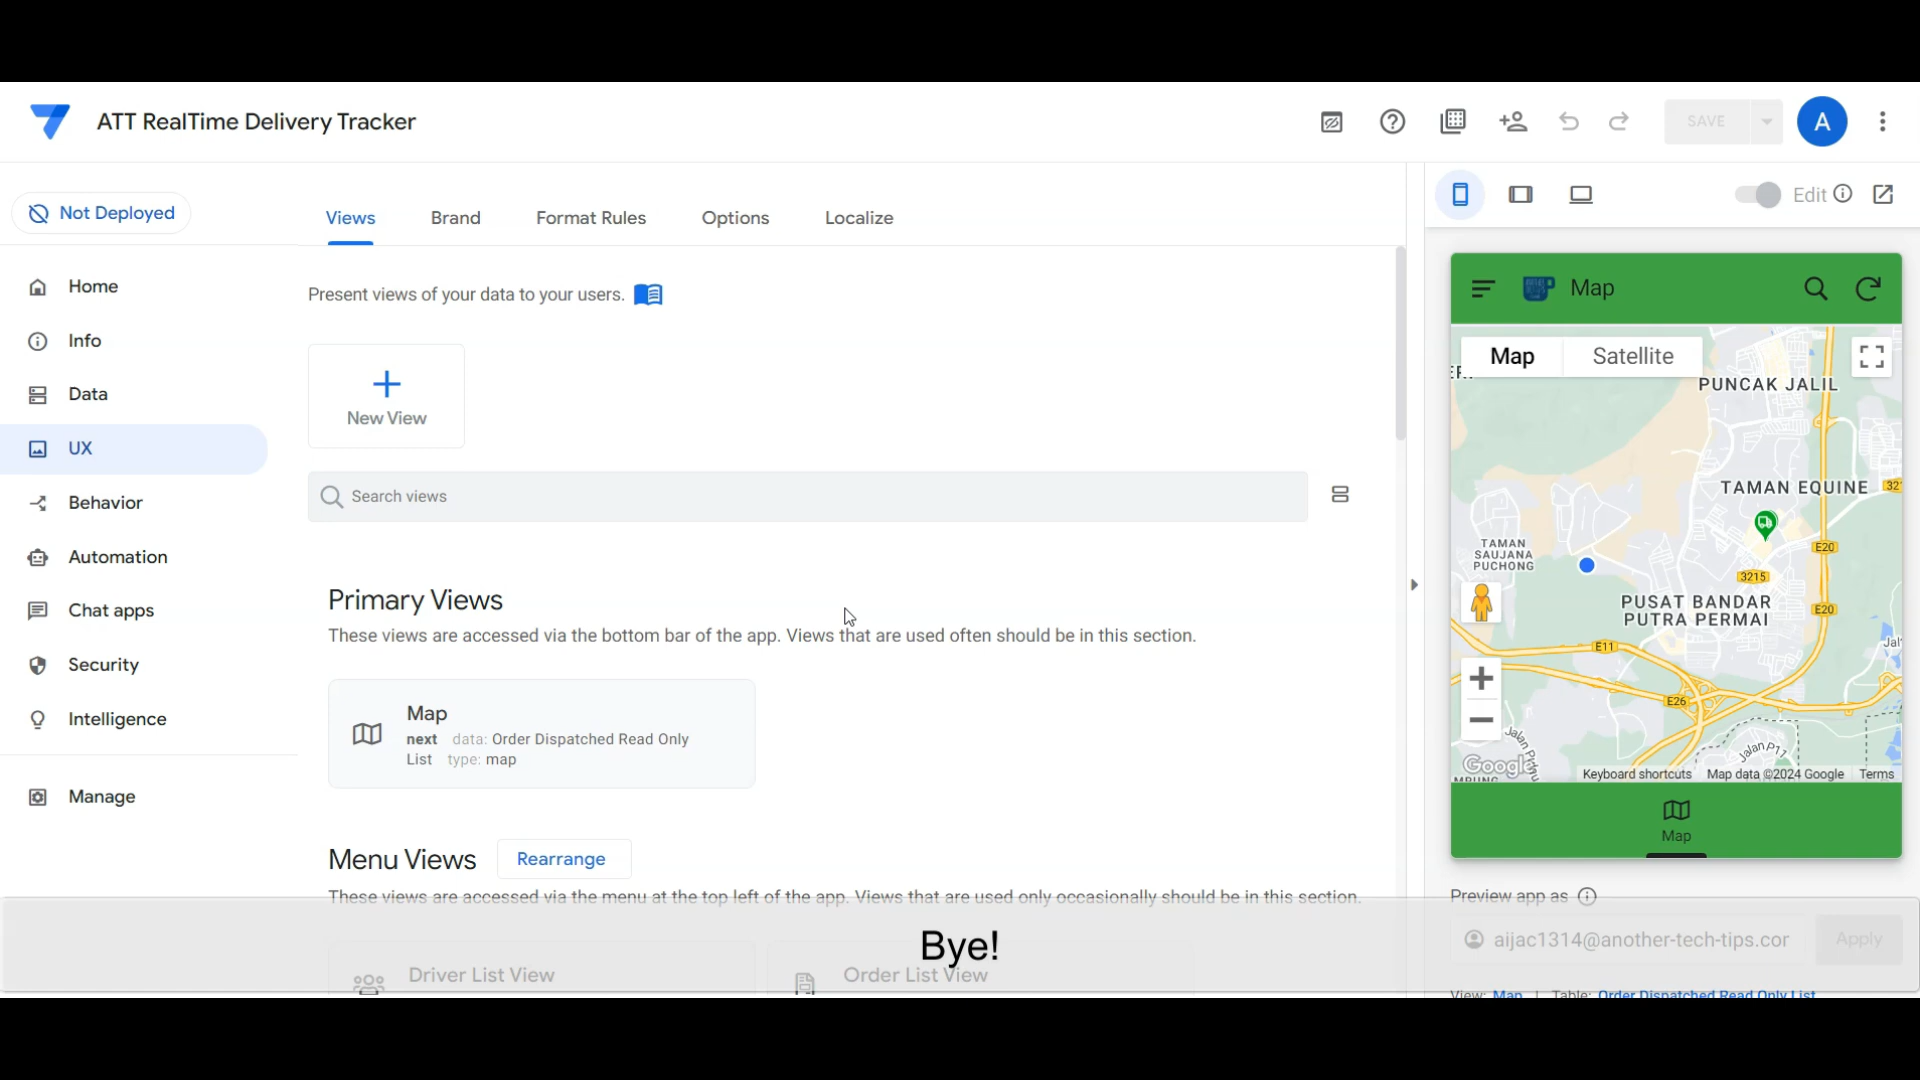 ATT RealTime Delivery Tracker
SAVE
A
Not Deployed
Home
Info
Data
UX
Behavior
Automation
Chat apps
Security
Intelligence
Manage
Views
Brand
Format Rules
Options
Localize
Present views of your data to your users.
New View
Search views
Primary Views
These views are accessed via the bottom bar of the app. Views that are used often should be in this section.
Map
next data: Order Dispatched Read Only
List type: map
Menu Views
Rearrange
These views are accessed via the menu at the top left of the app. Views that are used only occasionally should be in this section.
Driver List View
Order List View
Bye!
Edit
Map
Map
Satellite
PUNCAK JALIL
TAMAN EQUINE
TAMAN
SAUJANA
PUCHONG
E20
3215
PUSAT BANDAR
PUTRA PERMAI
E20
E11
E26
Jalan P11
Google
Keyboard shortcuts
Map data ©2024 Google
Terms
Map
Preview app as
aijac1314@another-tech-tips.cor
Apply
View: Map | Table: Order Dispatched Read Only List